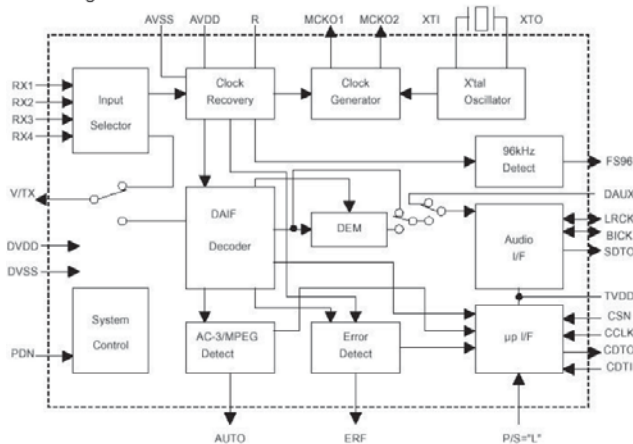 AVSS AVDD R MCKO1 MCKO2 XTI XTO
RX1
RX2
RX3
RX4
Input
Selector
Clock
Recovery
Clock
Generator
X'tal
Oscillator
96kHz
Detect
FS96
V/TX
DAIF
Decoder
DEM
DAUX
Audio
I/F
LRCK
BICK
SDTO
DVDD
DVSS
TVDD
System
Control
PDN
AC-3/MPEG
Detect
Error
Detect
µp I/F
CSN
CCLK
CDTO
CDTI
AUTO ERF P/S="L"